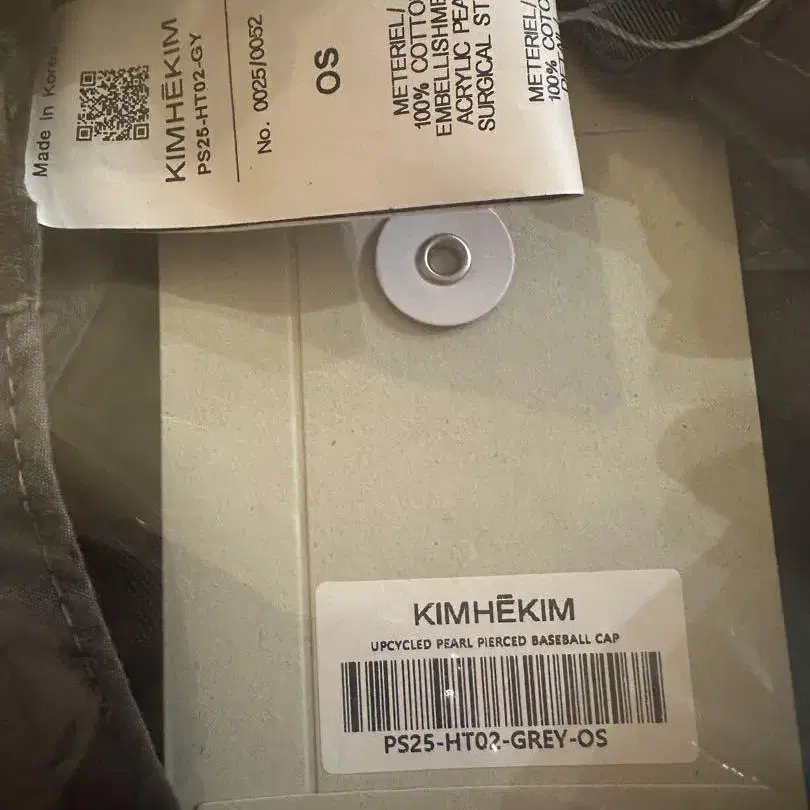 Made in Korea
KIMHĒKIM
PS25-HT02-GY
No. 0025/0052
OS
METERIEL/
100% COTTO
EMBELLISHME
ACRYLIC PEA
SURGICAL ST
METERIEL/
100% COTO
KIMHĒKIM
UPCYCLED PEARL PIERCED BASEBALL CAP
PS25-HT02-GREY-OS